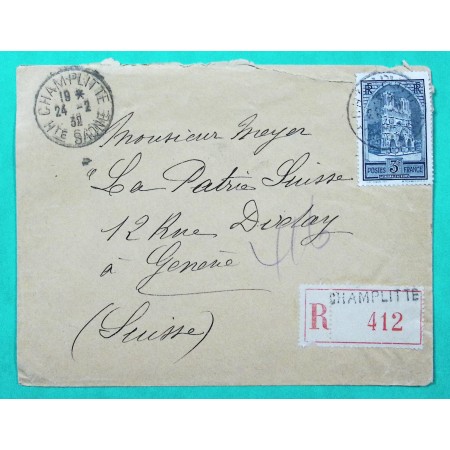 CHAMPLITTE
19 *
24 - 2
38
HTE SAONE
RF
POSTES 3F FRANCE
Monsieur Meyer
"La Patrie Suisse
12 Rue Diday
à Genève
(Suisse)
CHAMPLITTE
R 412